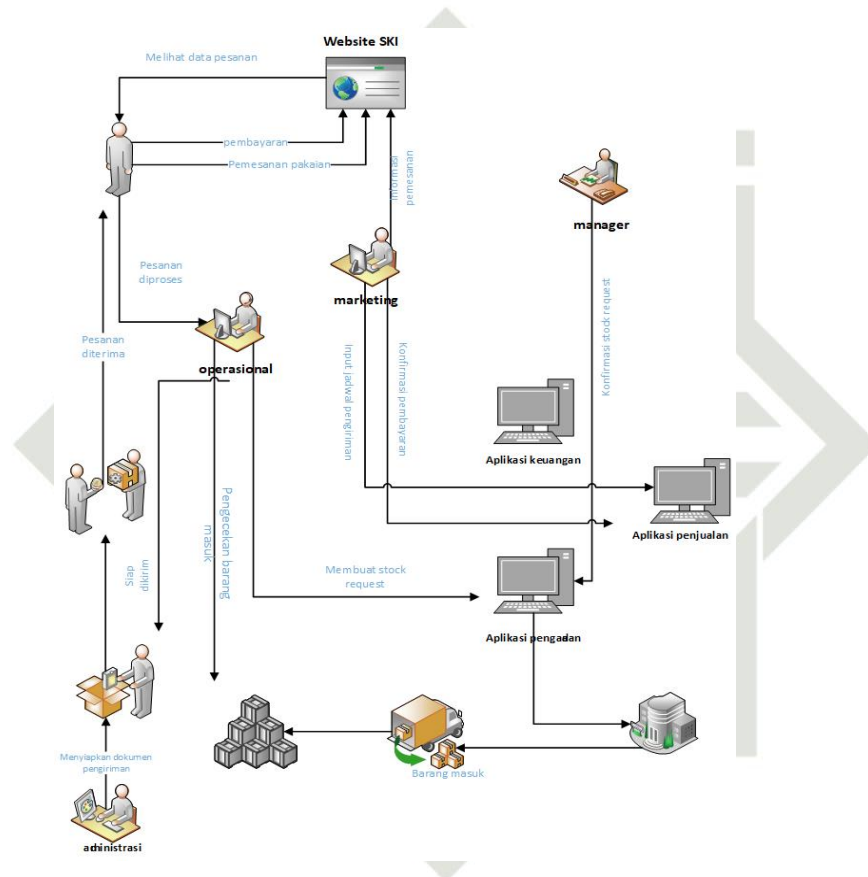 Website SKI
Melihat data pesanan
pembayaran
Pemesanan pakaian
informasi
pemesanan
manager
marketing
Pesanan
diproses
operasional
Pesanan
diterima
Input jadwal pengiriman
Konfirmasi pembayaran
Konfirmasi stock request
Aplikasi keuangan
Aplikasi penjualan
Pengecekan barang
masuk
Siap
dikirim
Membuat stock
request
Aplikasi pengadan
Menyiapkan dokumen
pengiriman
Barang masuk
administrasi